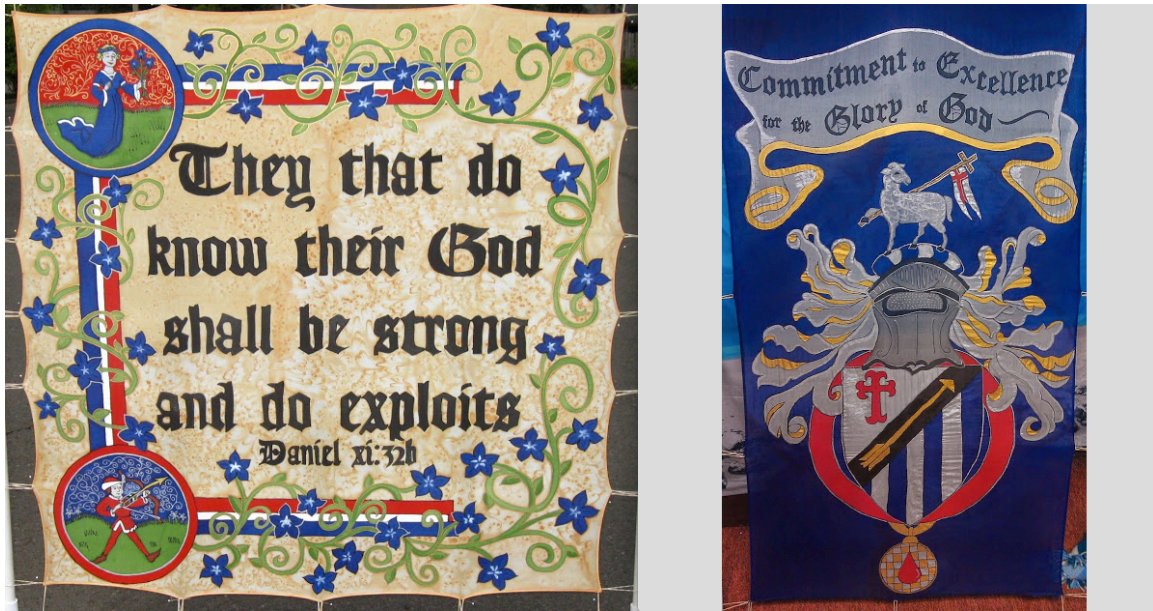 They that do
know their God
shall be strong
and do exploits
Daniel xi:32b
Commitment to Excellence
for the Glory of God